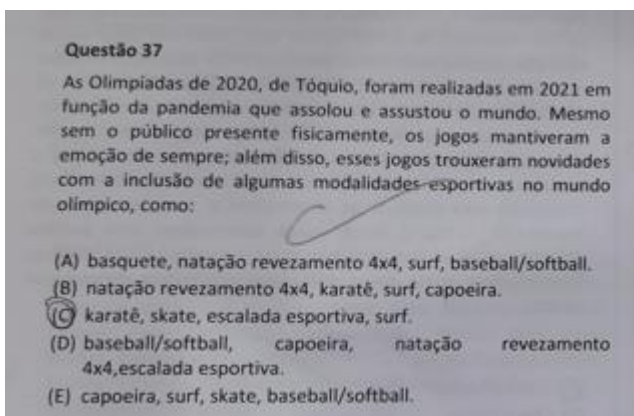 Questão 37
As Olimpíadas de 2020, de Tóquio, foram realizadas em 2021 em
função da pandemia que assolou e assustou o mundo. Mesmo
sem o público presente fisicamente, os jogos mantiveram a
emoção de sempre; além disso, esses jogos trouxeram novidades
com a inclusão de algumas modalidades esportivas no mundo
olímpico, como:
(A) basquete, natação revezamento 4x4, surf, baseball/softball.
(B) natação revezamento 4x4, karatê, surf, capoeira.
(C) karatê, skate, escalada esportiva, surf.
(D) baseball/softball, capoeira, natação revezamento
4x4,escalada esportiva.
(E) capoeira, surf, skate, baseball/softball.